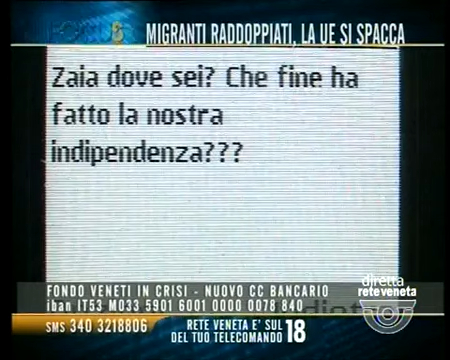 FOCUS
MIGRANTI RADDOPPIATI, LA UE SI SPACCA
Zaia dove sei? Che fine ha
fatto la nostra
indipendenza???
diretta
reteveneta
FONDO VENETI IN CRISI - NUOVO CC BANCARIO
iban IT53 M033 5901 6001 0000 0078 840
SMS 340 3218806
RETE VENETA E' SUL
DEL TUO TELECOMANDO 18